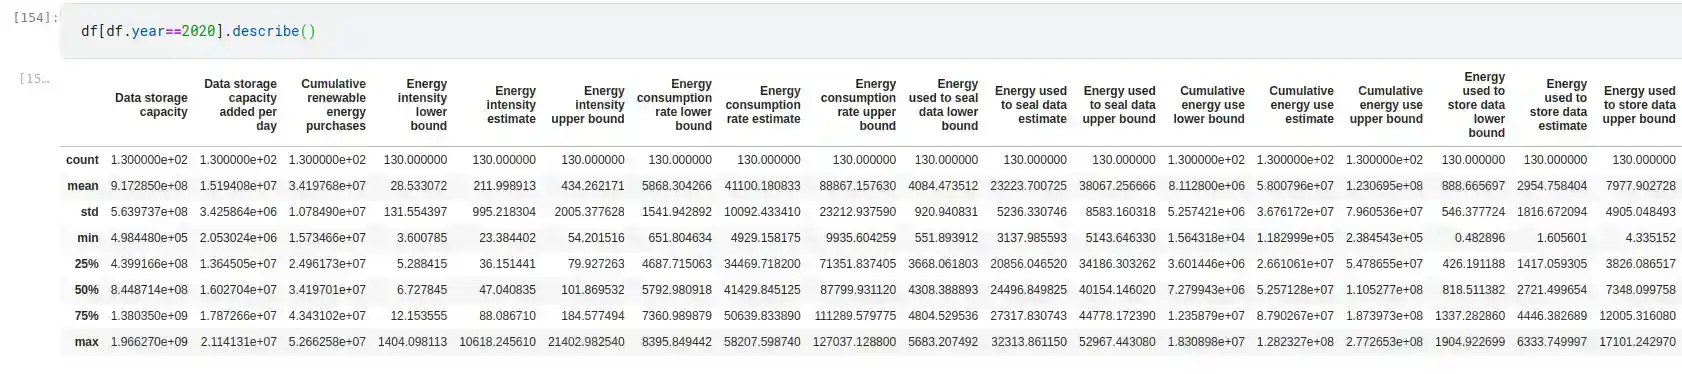 [154]:
df[df.year==2020].describe()
[15…
Data storage capacity Data storage capacity added per day Cumulative renewable energy purchases Energy intensity lower bound Energy intensity estimate Energy intensity upper bound Energy consumption rate lower bound Energy consumption rate estimate Energy consumption rate upper bound Energy used to seal data lower bound Energy used to seal data estimate Energy used to seal data upper bound Cumulative energy use lower bound Cumulative energy use estimate Cumulative energy use upper bound Energy used to store data lower bound Energy used to store data estimate Energy used to store data upper bound
count 1.300000e+02 1.300000e+02 1.300000e+02 130.000000 130.000000 130.000000 130.000000 130.000000 130.000000 130.000000 130.000000 130.000000 1.300000e+02 1.300000e+02 1.300000e+02 130.000000 130.000000 130.000000
mean 9.172850e+08 1.519408e+07 3.419768e+07 28.533072 211.998913 434.262171 5868.304266 41100.180833 88867.157630 4084.473512 23223.700725 38067.256666 8.112800e+06 5.800796e+07 1.230695e+08 888.665697 2954.758404 7977.902728
std 5.639737e+08 3.425864e+06 1.078490e+07 131.554397 995.218304 2005.377628 1541.942892 10092.433410 23212.937590 920.940831 5236.330746 8583.160318 5.257421e+06 3.676172e+07 7.960536e+07 546.377724 1816.672094 4905.048493
min 4.984480e+05 2.053024e+06 1.573466e+07 3.600785 23.384402 54.201516 651.804634 4929.158175 9935.604259 551.893912 3137.985593 5143.646330 1.564318e+04 1.182999e+05 2.384543e+05 0.482896 1.605601 4.335152
25% 4.399166e+08 1.364505e+07 2.496173e+07 5.288415 36.151441 79.927263 4687.715063 34469.718200 71351.837405 3668.061803 20856.046520 34186.303262 3.601446e+06 2.661061e+07 5.478655e+07 426.191188 1417.059305 3826.086517
50% 8.448714e+08 1.602704e+07 3.419701e+07 6.727845 47.040835 101.869532 5792.980918 41429.845125 87799.931120 4308.388893 24496.849825 40154.146020 7.279943e+06 5.257128e+07 1.105277e+08 818.511382 2721.499654 7348.099758
75% 1.380350e+09 1.787266e+07 4.343102e+07 12.153555 88.086710 184.577494 7360.989879 50639.833890 111289.579775 4804.529536 27317.830743 44778.172390 1.235879e+07 8.790267e+07 1.873973e+08 1337.282860 4446.382689 12005.316080
max 1.966270e+09 2.114131e+07 5.266258e+07 1404.098113 10618.245610 21402.982540 8395.849442 58207.598740 127037.128800 5683.207492 32313.861150 52967.443080 1.830898e+07 1.282327e+08 2.772653e+08 1904.922699 6333.749997 17101.242970